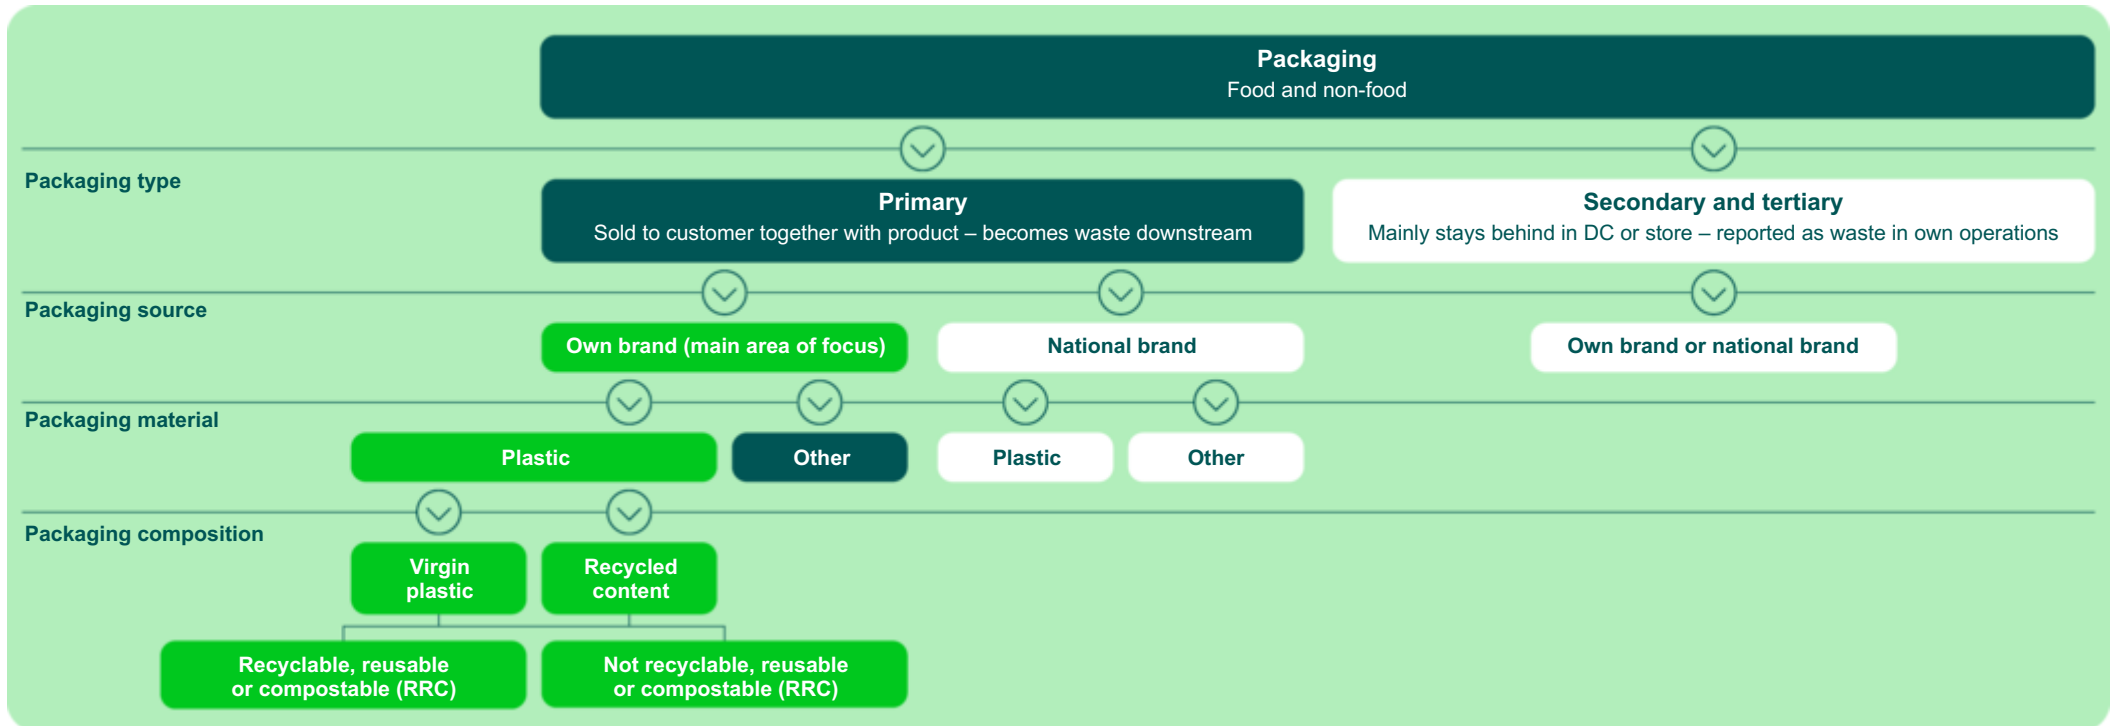 Packaging
Food and non-food
Packaging type
Primary
Sold to customer together with product – becomes waste downstream
Secondary and tertiary
Mainly stays behind in DC or store – reported as waste in own operations
Packaging source
Own brand (main area of focus)
National brand
Own brand or national brand
Packaging material
Plastic
Other
Plastic
Other
Packaging composition
Virgin
plastic
Recycled
content
Recyclable, reusable
or compostable (RRC)
Not recyclable, reusable
or compostable (RRC)